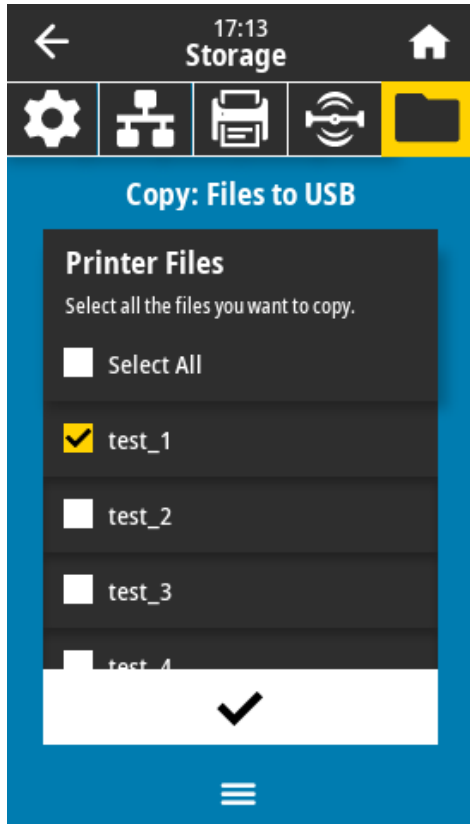 17:13
Storage
Copy: Files to USB
Printer Files
Select all the files you want to copy.
Select All
test_1
test_2
test_3
test_4